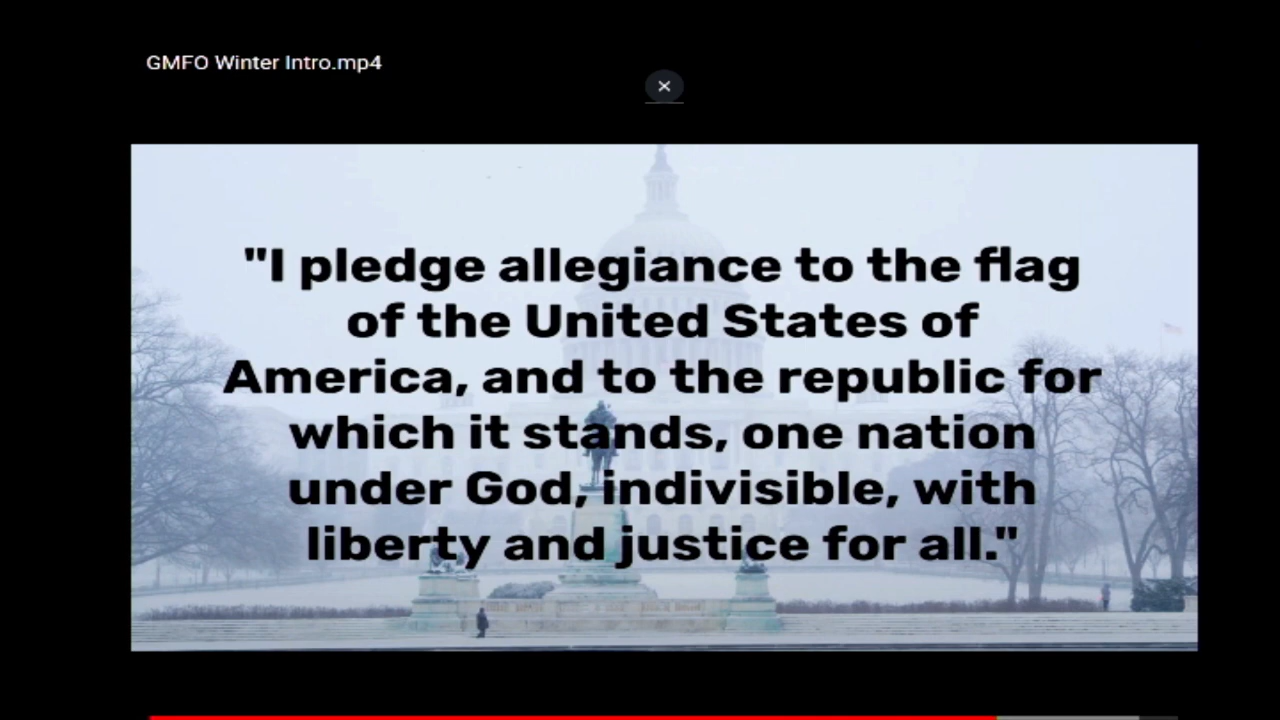 GMFO Winter Intro.mp4
"I pledge allegiance to the flag
of the United States of
America, and to the republic for
which it stands, one nation
under God, indivisible, with
liberty and justice for all."